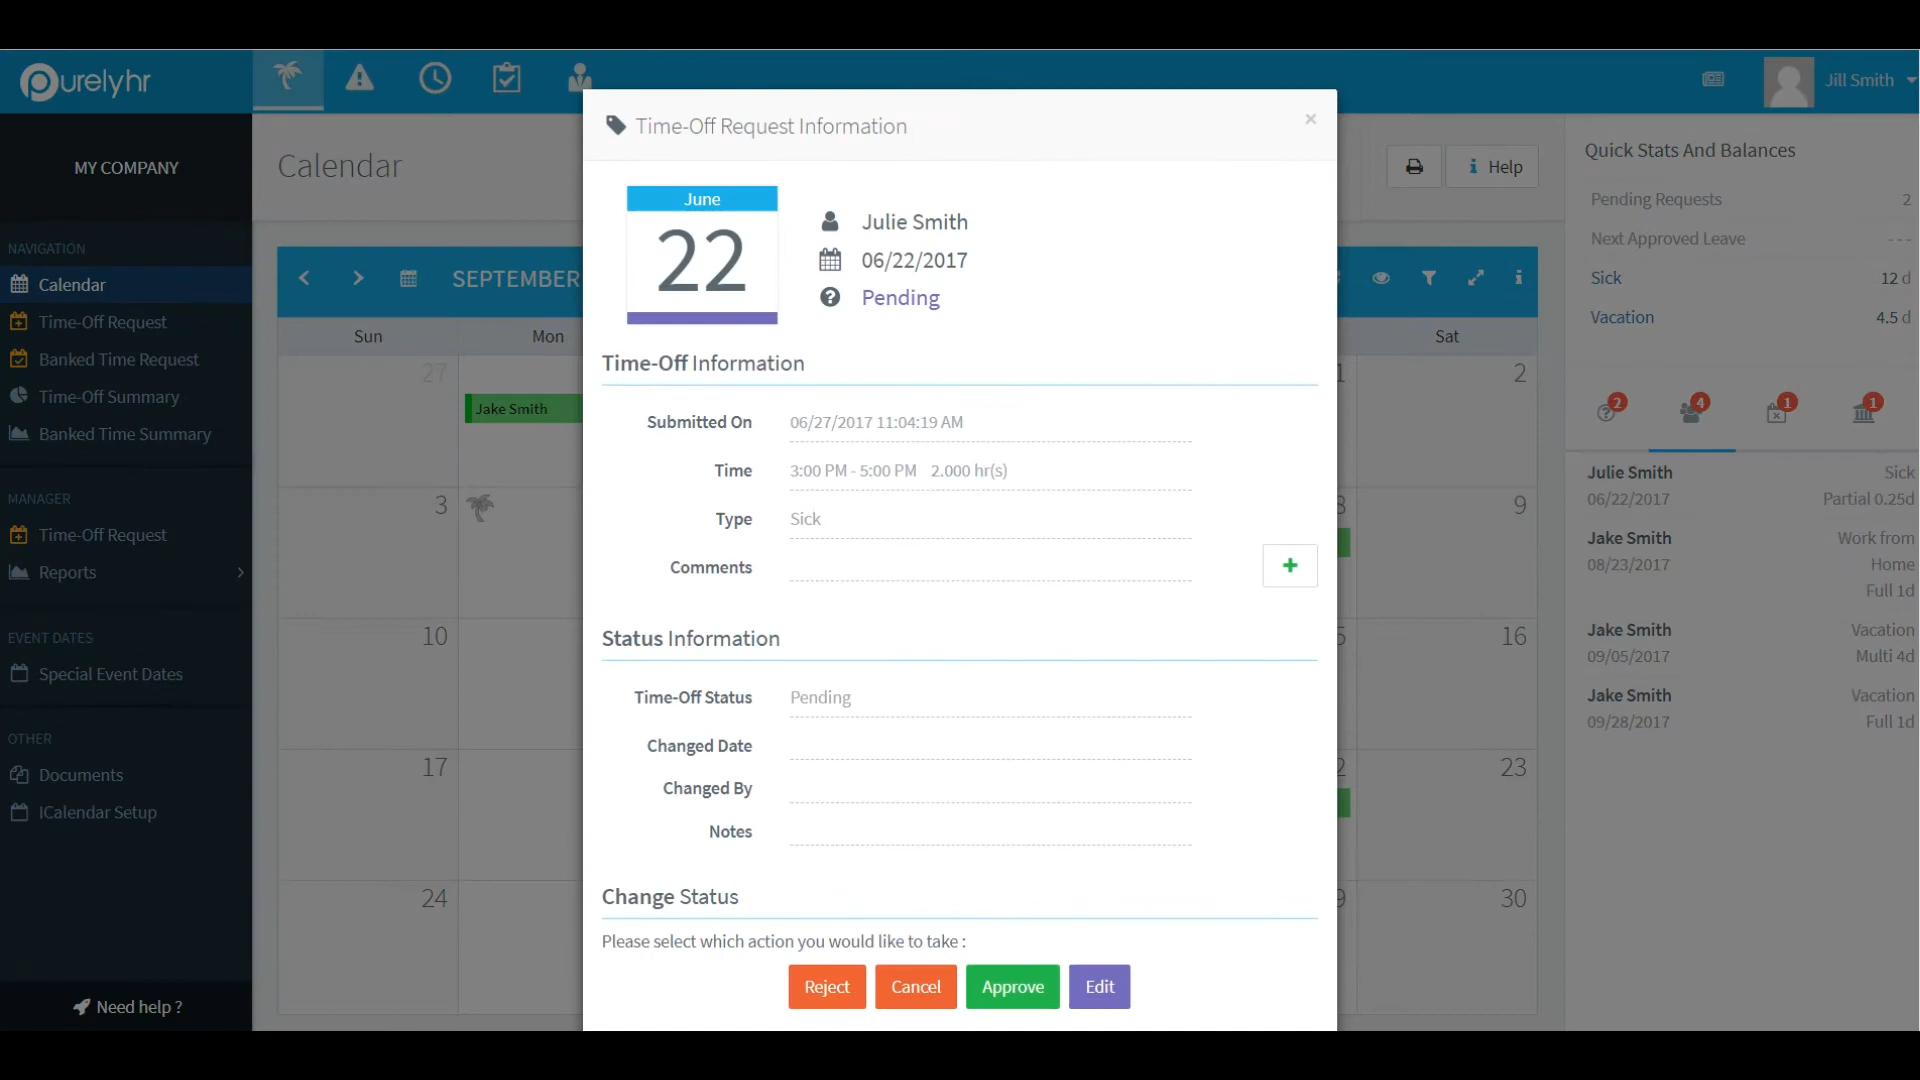 purelyhr
Jill Smith
MY COMPANY
NAVIGATION
Calendar
Time-Off Request
Banked Time Request
Time-Off Summary
Banked Time Summary
MANAGER
Time-Off Request
Reports
EVENT DATES
Special Event Dates
OTHER
Documents
ICalendar Setup
Need help ?
Calendar
Help
SEPTEMBER
Sun Mon Sat
27 1 2
Jake Smith
3 8 9
10 16
17 23
24 30
Time-Off Request Information
×
June
22
Julie Smith
06/22/2017
Pending
Time-Off Information
Submitted On 06/27/2017 11:04:19 AM
Time 3:00 PM - 5:00 PM 2.000 hr(s)
Type Sick
Comments
Status Information
Time-Off Status Pending
Changed Date
Changed By
Notes
Change Status
Please select which action you would like to take :
Reject Cancel Approve Edit
Quick Stats And Balances
Pending Requests 2
Next Approved Leave ---
Sick 12 d
Vacation 4.5 d
2 4 1 1
Julie Smith Sick
06/22/2017 Partial 0.25d
Jake Smith Work from
08/23/2017 Home
Full 1d
Jake Smith Vacation
09/05/2017 Multi 4d
Jake Smith Vacation
09/28/2017 Full 1d